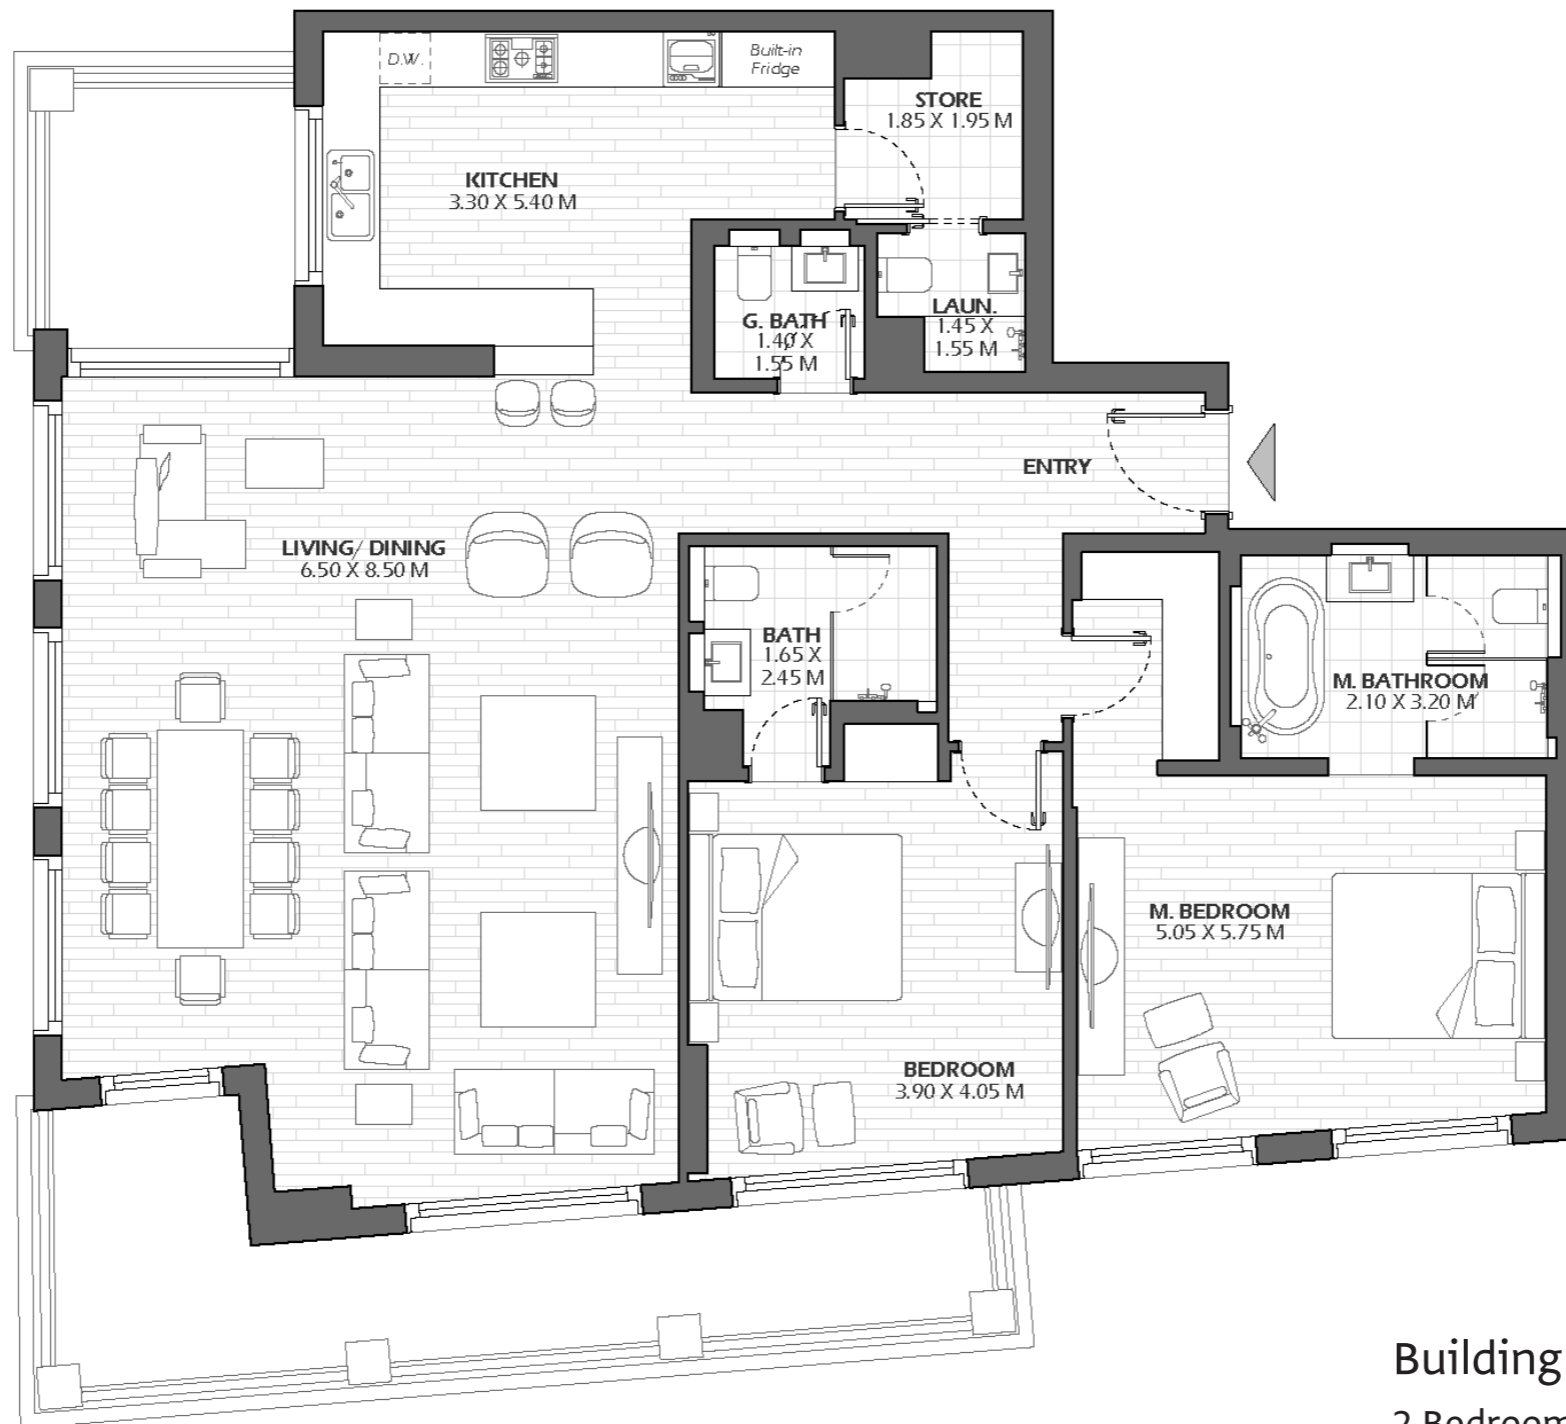 D.W.
Built-in
Fridge
STORE
1.85 X 1.95 M
KITCHEN
3.30 X 5.40 M
G. BATH
1.40 X
1.55 M
LAUN.
1.45 X
1.55 M
ENTRY
LIVING/ DINING
6.50 X 8.50 M
BATH
1.65 X
2.45 M
M. BATHROOM
2.10 X 3.20 M
M. BEDROOM
5.05 X 5.75 M
BEDROOM
3.90 X 4.05 M
Building
2 Bedroom